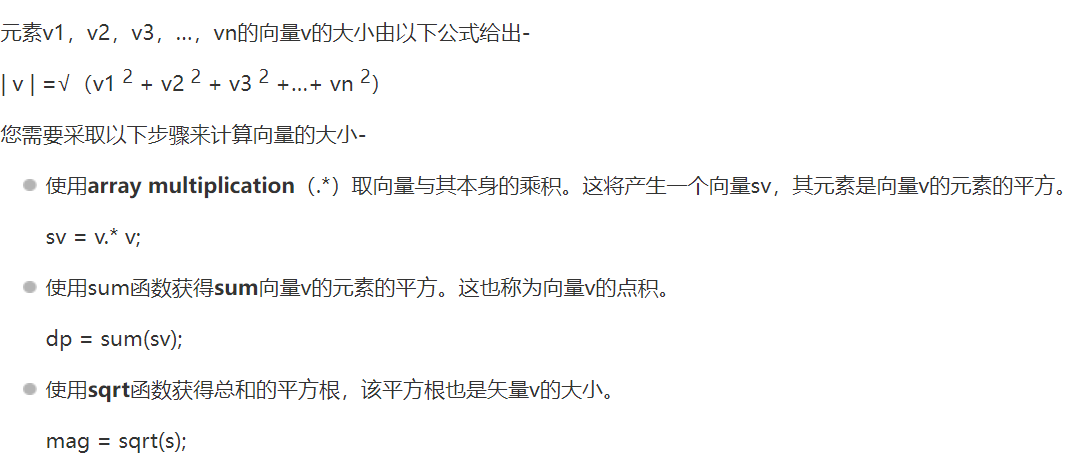 元素v1，v2，v3，…，vn的向量v的大小由以下公式给出-
| v | =√（v1 2 + v2 2 + v3 2 +…+ vn 2）
您需要采取以下步骤来计算向量的大小-
使用array multiplication（.*）取向量与其本身的乘积。这将产生一个向量sv，其元素是向量v的元素的平方。
sv = v.* v;
使用sum函数获得sum向量v的元素的平方。这也称为向量v的点积。
dp = sum(sv);
使用sqrt函数获得总和的平方根，该平方根也是矢量v的大小。
mag = sqrt(s);